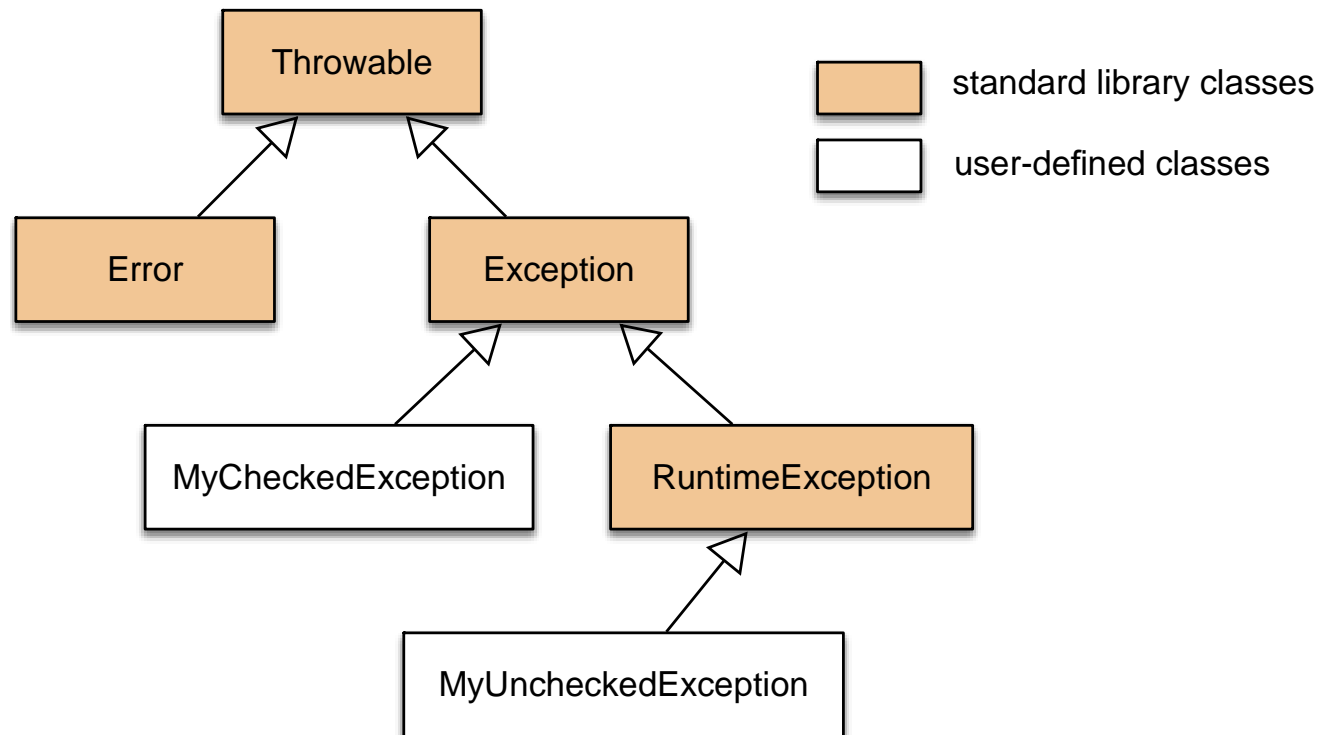 Throwable
standard library classes
user-defined classes
Error
Exception
MyCheckedException
RuntimeException
MyUncheckedException